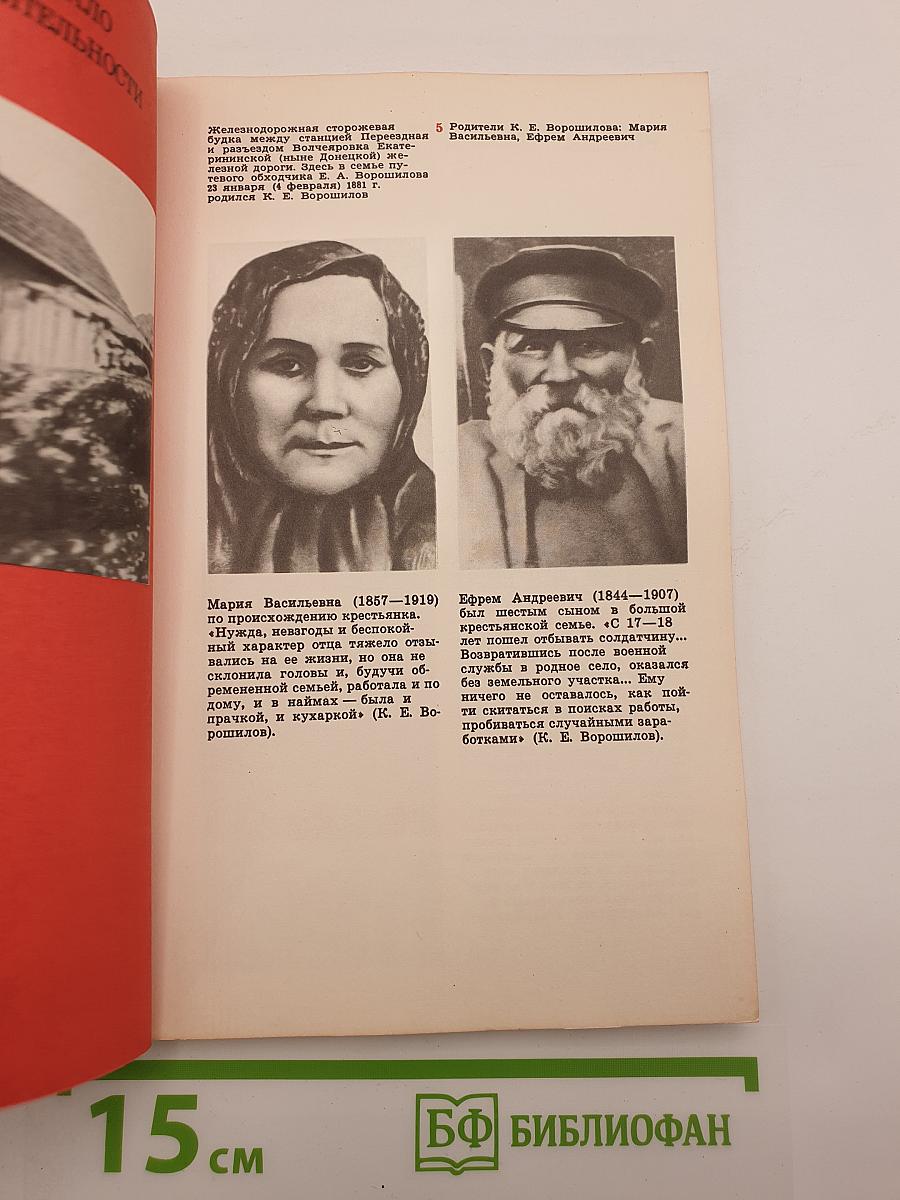 Железнодорожная сторожевая
будка между станцией Переездная
и разъездом Волчеяровка Екате-
рининской (ныне Донецкой) же-
лезной дороги. Здесь в семье пу-
тевого обходчика Е. А. Ворошилова
23 января (4 февраля) 1881 г.
родился К. Е. Ворошилов
5 Родители К. Е. Ворошилова: Мария
Васильевна, Ефрем Андреевич
Мария Васильевна (1857—1919)
по происхождению крестьянка.
«Нужда, невзгоды и беспокой-
ный характер отца тяжело отзы-
вались на ее жизни, но она не
склонила головы и, будучи об-
ремененной семьей, работала и по
дому, и в наймах — была и
прачкой, и кухаркой» (К. Е. Во-
рошилов).
Ефрем Андреевич (1844—1907)
был шестым сыном в большой
крестьянской семье. «С 17—18
лет пошел отбывать солдатчину...
Возвратившись после военной
службы в родное село, оказался
без земельного участка... Ему
ничего не оставалось, как пой-
ти скитаться в поисках работы,
пробиваться случайными зара-
ботками» (К. Е. Ворошилов).
15 см
БФ БИБЛИОФАН